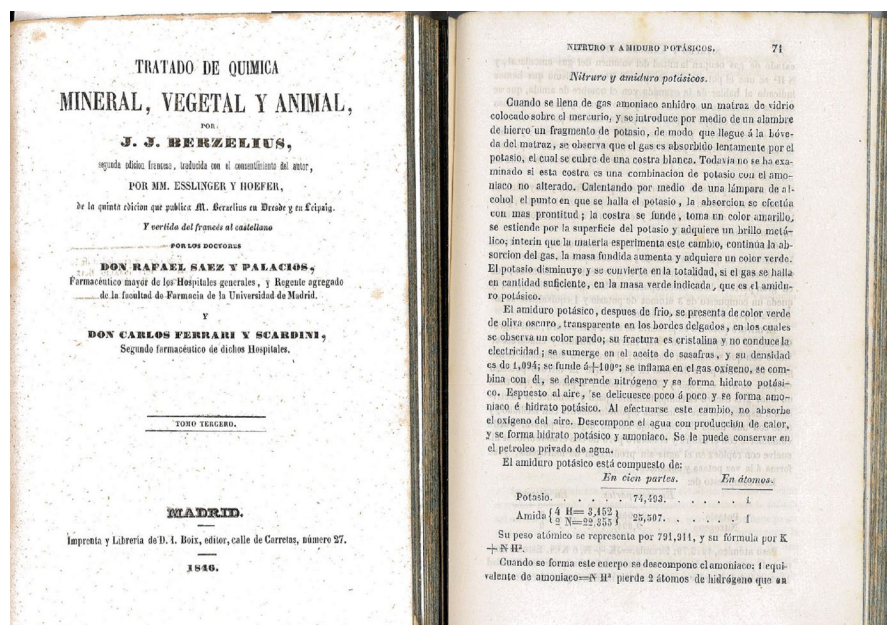 TRATADO DE QUIMICA
MINERAL, VEGETAL Y ANIMAL,
POR
J. J. BERZELIUS,
segunda edicion francesa, traducida con el consentimiento del autor,
POR MM. ESSLINGER Y HOEFER,
de la quinta edicion que publica M. Berzelius en Dresde y en Leipzig.
Y vertida del francés al castellano
POR LOS DOCTORES
DON RAFAEL SAEZ Y PALACIOS,
Farmacéutico mayor de los Hospitales generales, y Regente agregado
de la facultad de Farmacia de la Universidad de Madrid.
Y
DON CARLOS FERRARI Y SCARDINI,
Segundo farmacéutico de dichos Hospitales.
TOMO TERCERO.
MADRID.
Imprenta y Librería de D. I. Boix, editor, calle de Carretas, número 27.
1846.
NITRURO Y AMIDURO POTÁSICOS. 71
Nitruro y amiduro potásicos.
Cuando se llena de gas amoniaco anhidro un matraz de vidrio
colocado sobre el mercurio, y se introduce por medio de un alambre
de hierro un fragmento de potasio, de modo que llegue á la bóve-
da del matraz, se observa que el gas es absorbido lentamente por el
potasio, el cual se cubre de una costra blanca. Todavía no se ha exa-
minado si esta costra es una combinacion de potasio con el amo-
niaco no alterado. Calentando por medio de una lámpara de al-
cohol el punto en que se halla el potasio, la absorcion se efectúa
con mas prontitud; la costra se funde, toma un color amarillo,
se estiende por la superficie del potasio y adquiere un brillo metá-
lico; ínterin que la materia esperimenta este cambio, continúa la ab-
sorcion del gas, la masa fundida aumenta y adquiere un color verde.
El potasio disminuye y se convierte en la totalidad, si el gas se halla
en cantidad suficiente, en la masa verde indicada, que es el amidu-
ro potásico.
El amiduro potásico, despues de frio, se presenta de color verde
de oliva oscuro, transparente en los bordes delgados, en los cuales
se observa un color pardo; su fractura es cristalina y no conduce la
electricidad; se sumerge en el aceite de sasafras, y su densidad
es de 1,094; se funde á +100°; se inflama en el gas oxígeno, se com-
bina con él, se desprende nitrógeno y se forma hidrato potási-
co. Espuesto al aire, se delicuesce poco á poco y se forma amo-
niaco é hidrato potásico. Al efectuarse este cambio, no absorbe
el oxígeno del aire. Descompone el agua con produccion de calor,
y se forma hidrato potásico y amoniaco. Se le puede conservar en
el petroleo privado de agua.
El amiduro potásico está compuesto de:
En cien partes. En átomos.
Potasio. . . . . . 74,493. . . . . . . 1
Amida { 4 H= 3,152
2 N=22,355 } 25,507. . . . . . . 1
Su peso atómico se representa por 791,911, y su fórmula por K
+ N H².
Cuando se forma este cuerpo se descompone el amoniaco: 1 equi-
valente de amoniaco=N H³ pierde 2 átomos de hidrógeno que en